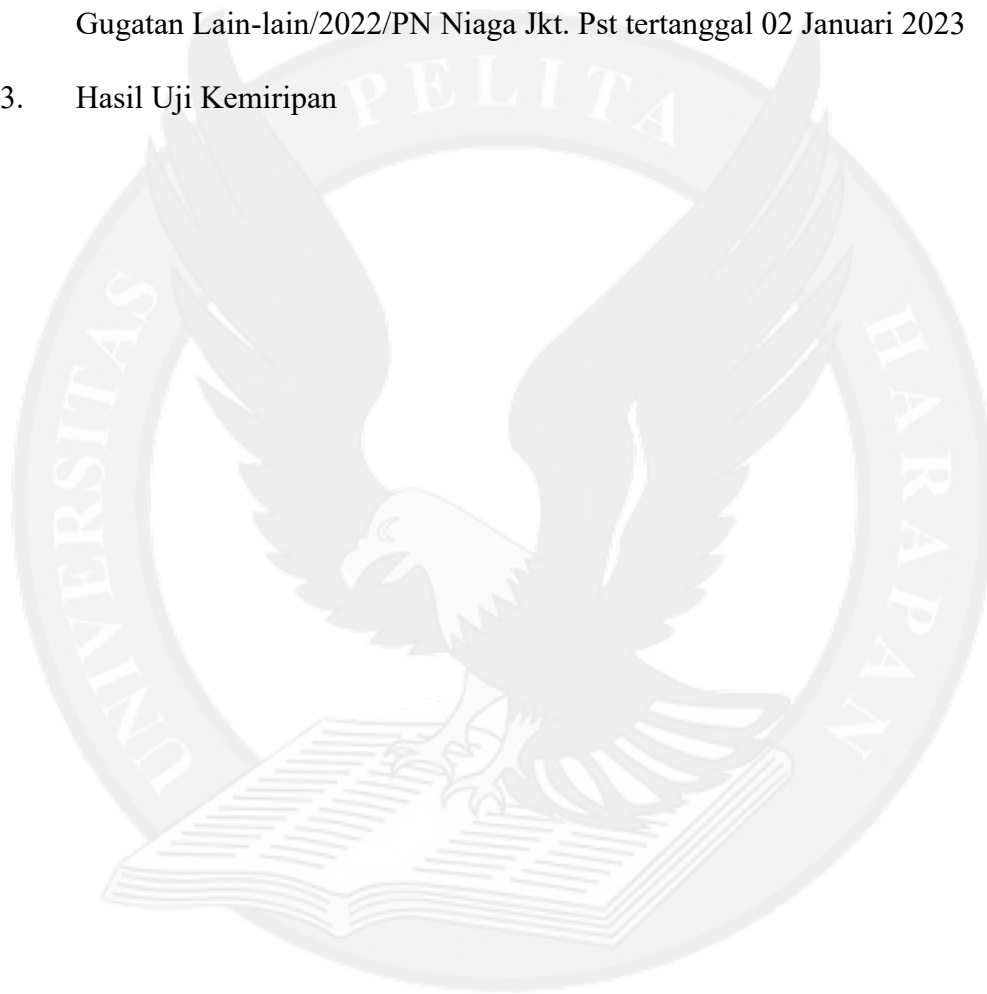 Gugatan Lain-lain/2022/PN Niaga Jkt. Pst tertanggal 02 Januari 2023
3. Hasil Uji Kemiripan
UNIVERSITAS PELITA HARAPAN